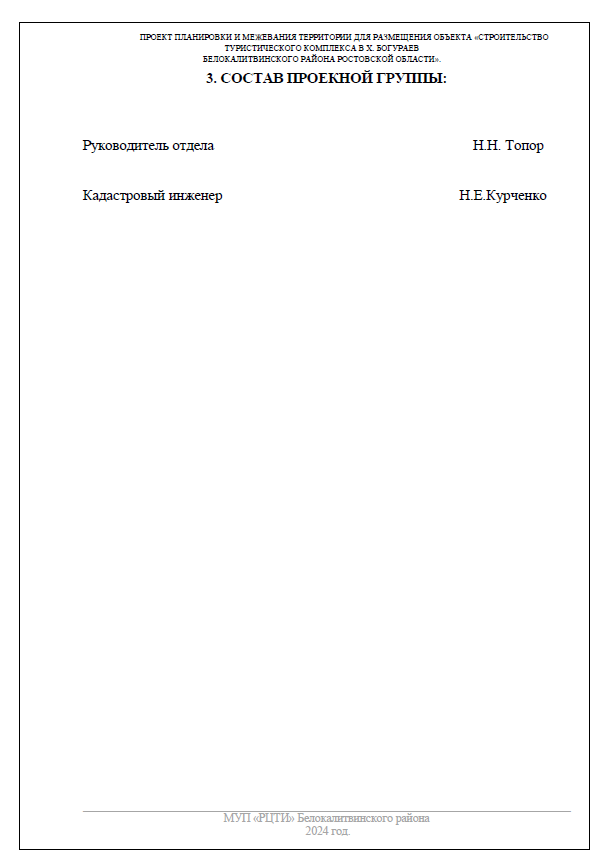 ПРОЕКТ ПЛАНИРОВКИ И МЕЖЕВАНИЯ ТЕРРИТОРИИ ДЛЯ РАЗМЕЩЕНИЯ ОБЪЕКТА «СТРОИТЕЛЬСТВО
ТУРИСТИЧЕСКОГО КОМПЛЕКСА В Х. БОГУРАЕВ
БЕЛОКАЛИТВИНСКОГО РАЙОНА РОСТОВСКОЙ ОБЛАСТИ».
3. СОСТАВ ПРОЕКНОЙ ГРУППЫ:
Руководитель отдела Н.Н. Топор
Кадастровый инженер Н.Е.Курченко
МУП «РЦТИ» Белокалитвинского района
2024 год.